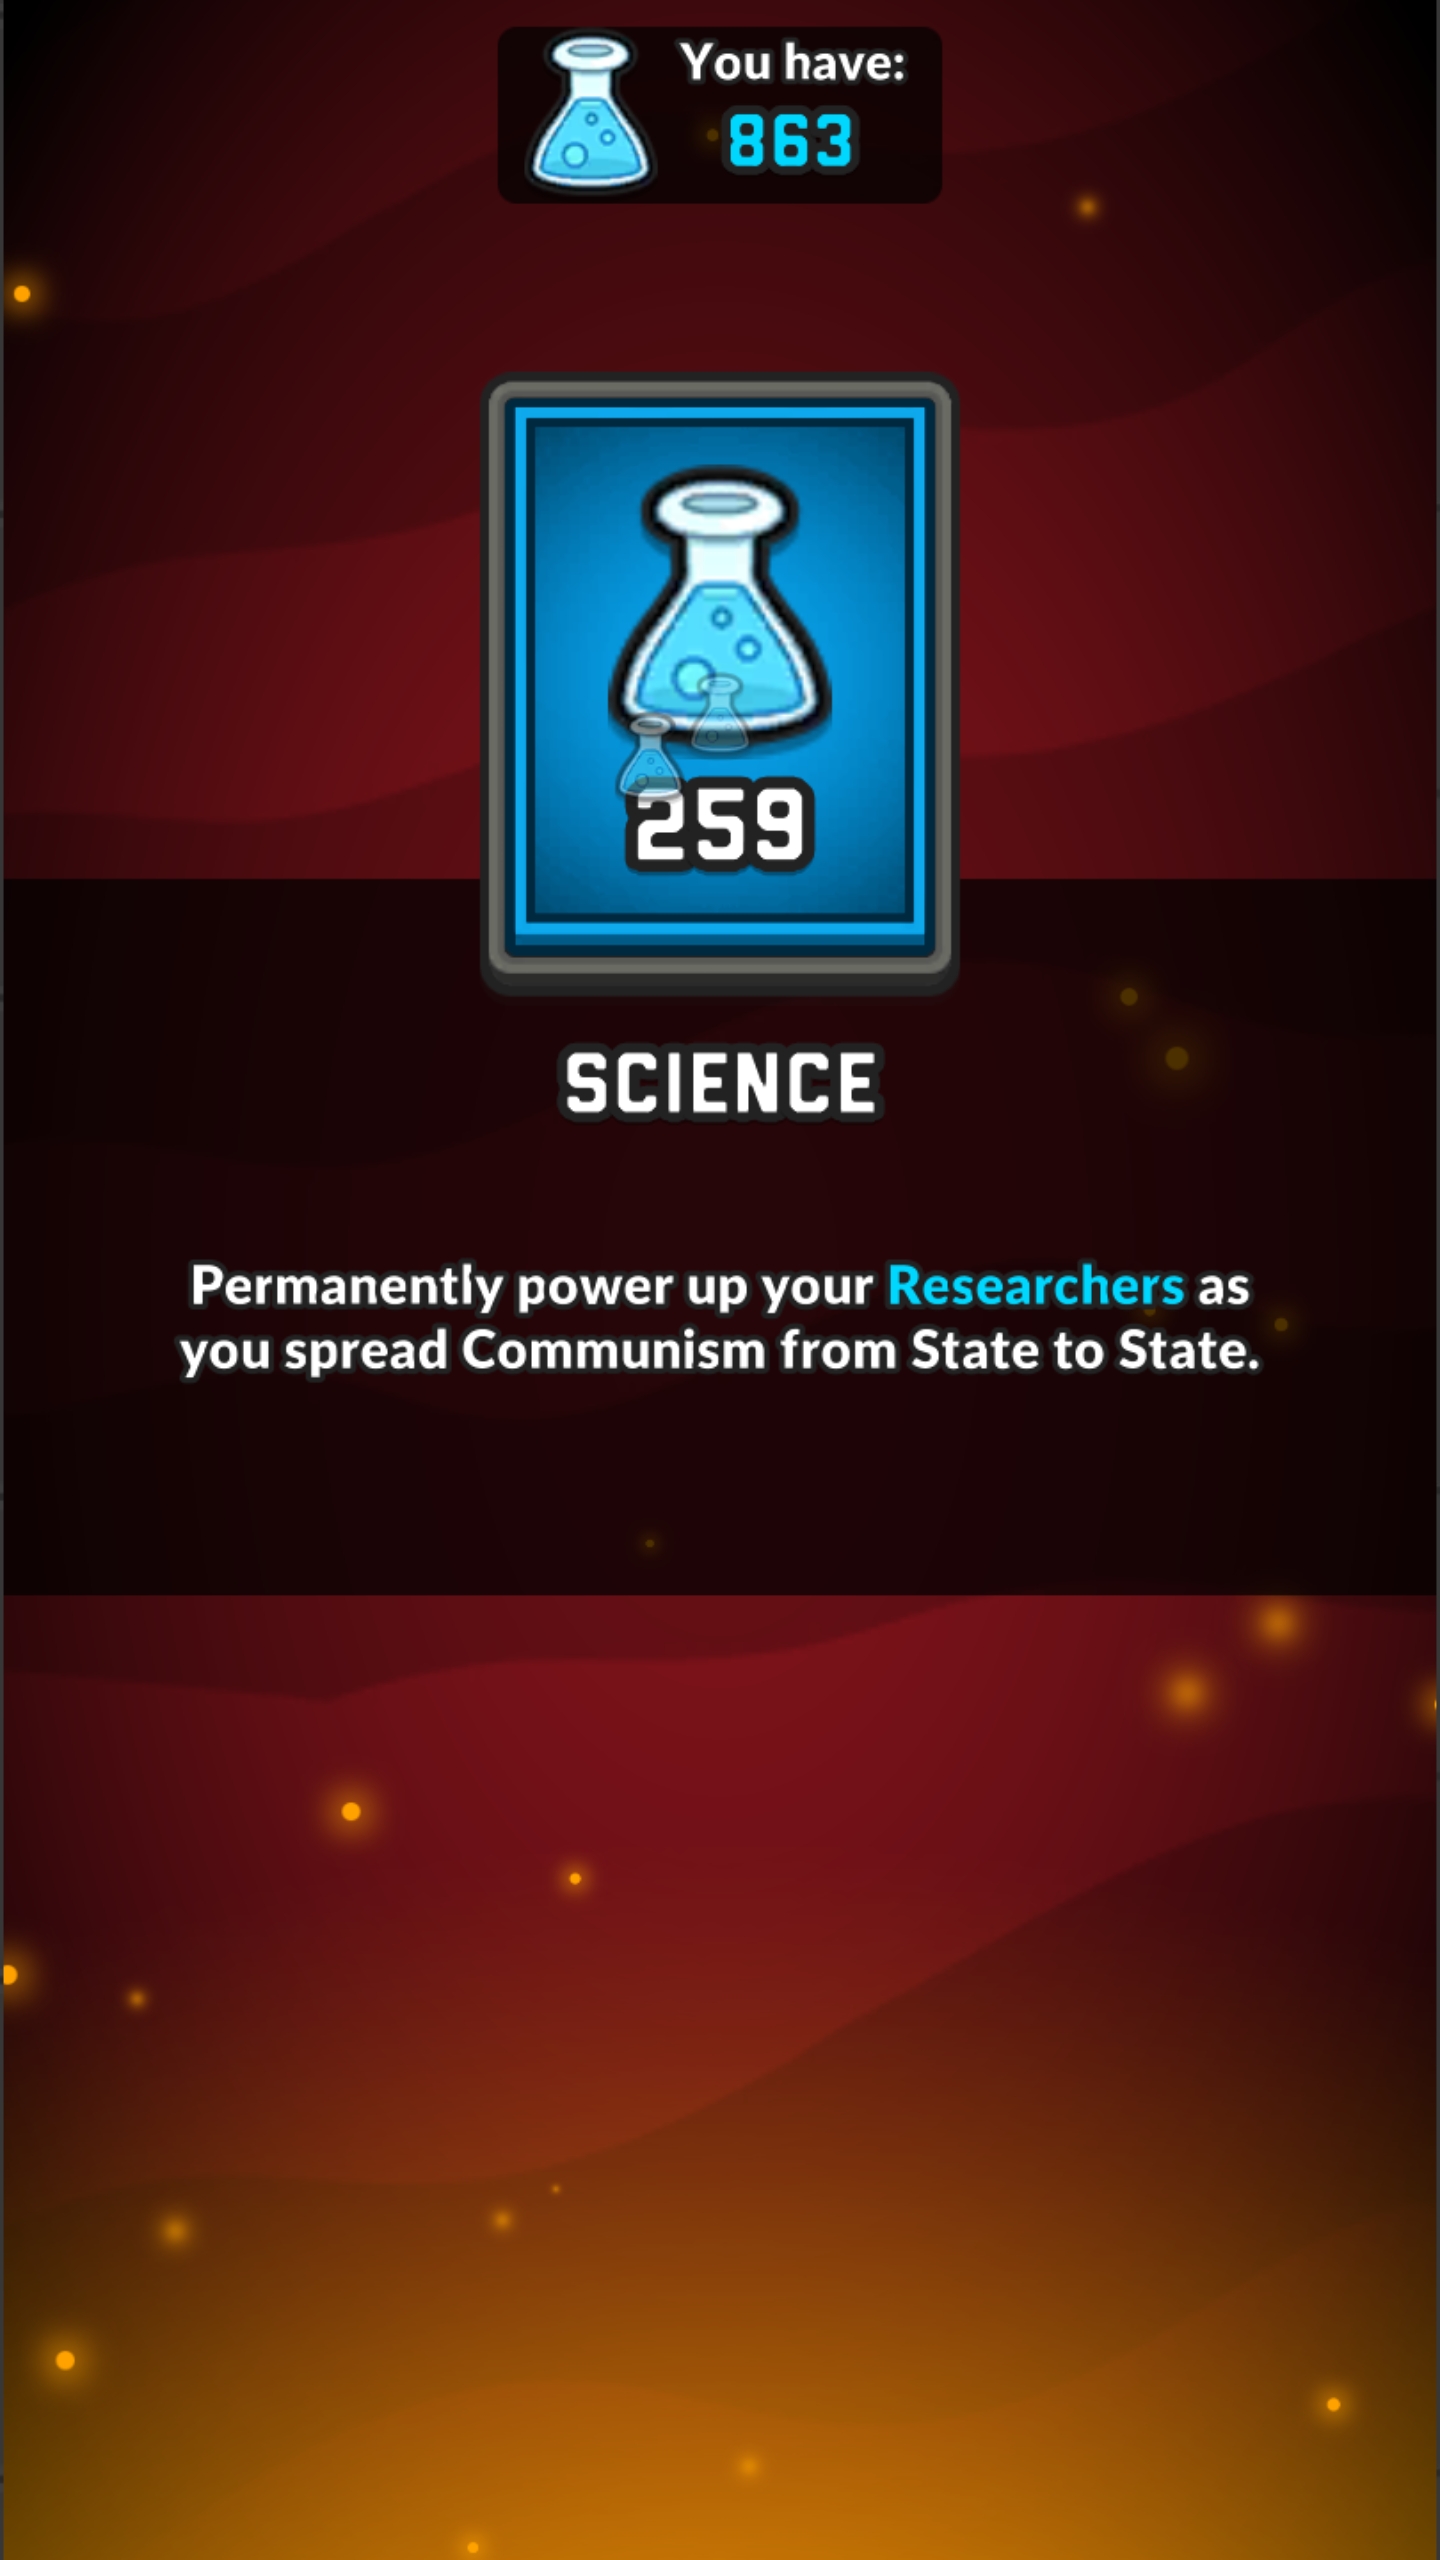 You have:
863
259
SCIENCE
Permanently power up your Researchers as
you spread Communism from State to State.